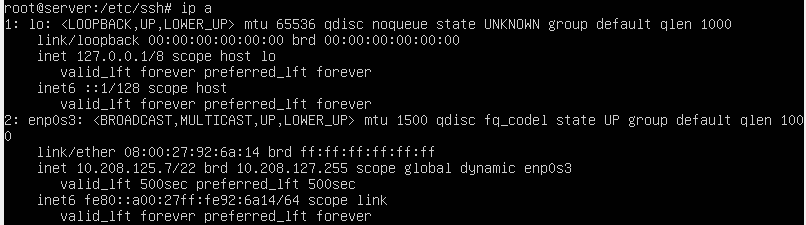 root@server:/etc/ssh# ip a
1: lo: <LOOPBACK,UP,LOWER_UP> mtu 65536 qdisc noqueue state UNKNOWN group default qlen 1000
    link/loopback 00:00:00:00:00:00 brd 00:00:00:00:00:00
    inet 127.0.0.1/8 scope host lo
       valid_lft forever preferred_lft forever
    inet6 ::1/128 scope host
       valid_lft forever preferred_lft forever
2: enp0s3: <BROADCAST,MULTICAST,UP,LOWER_UP> mtu 1500 qdisc fq_codel state UP group default qlen 100
0
    link/ether 08:00:27:92:6a:14 brd ff:ff:ff:ff:ff:ff
    inet 10.208.125.7/22 brd 10.208.127.255 scope global dynamic enp0s3
       valid_lft 500sec preferred_lft 500sec
    inet6 fe80::a00:27ff:fe92:6a14/64 scope link
       valid_lft forever preferred_lft forever